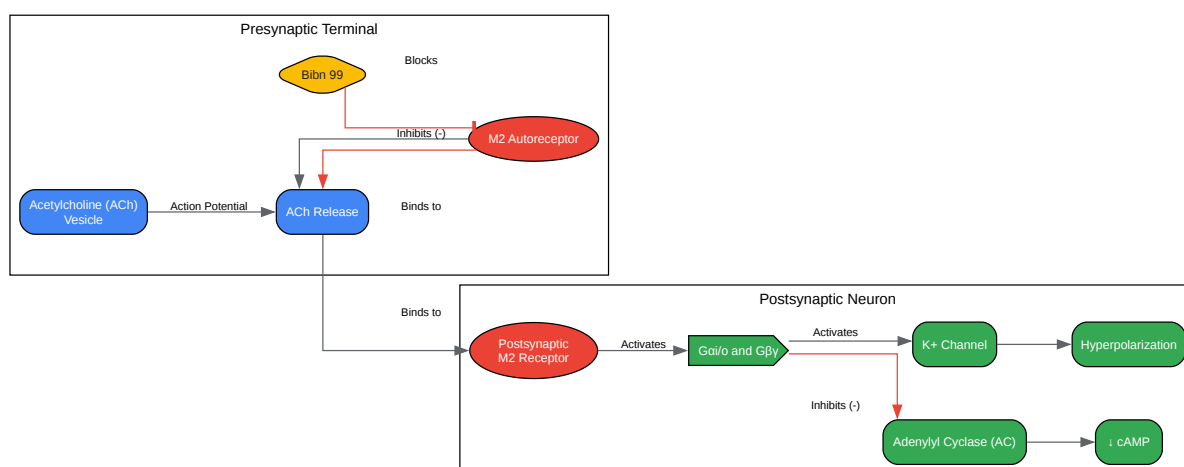 Presynaptic Terminal
Blocks
Bibn 99
Inhibits (-)
M2 Autoreceptor
Acetylcholine (ACh)
Vesicle
Action Potential
ACh Release
Binds to
Postsynaptic Neuron
Binds to
Postsynaptic
M2 Receptor
Activates
Gαi/o and Gβγ
Activates
K+ Channel
Hyperpolarization
Inhibits (-)
Adenylyl Cyclase (AC)
↓ cAMP